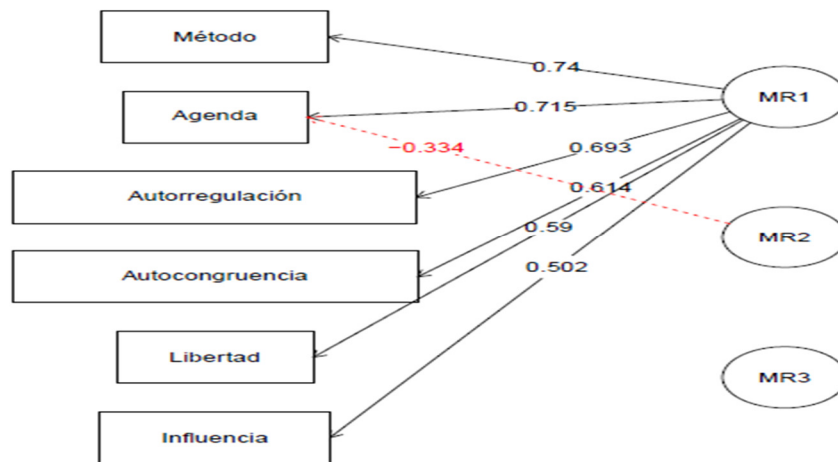 Método
0.74
MR1
Agenda
0.715
−0.334
0.693
Autorregulación
0.614
0.59
MR2
Autocongruencia
0.502
Libertad
MR3
Influencia